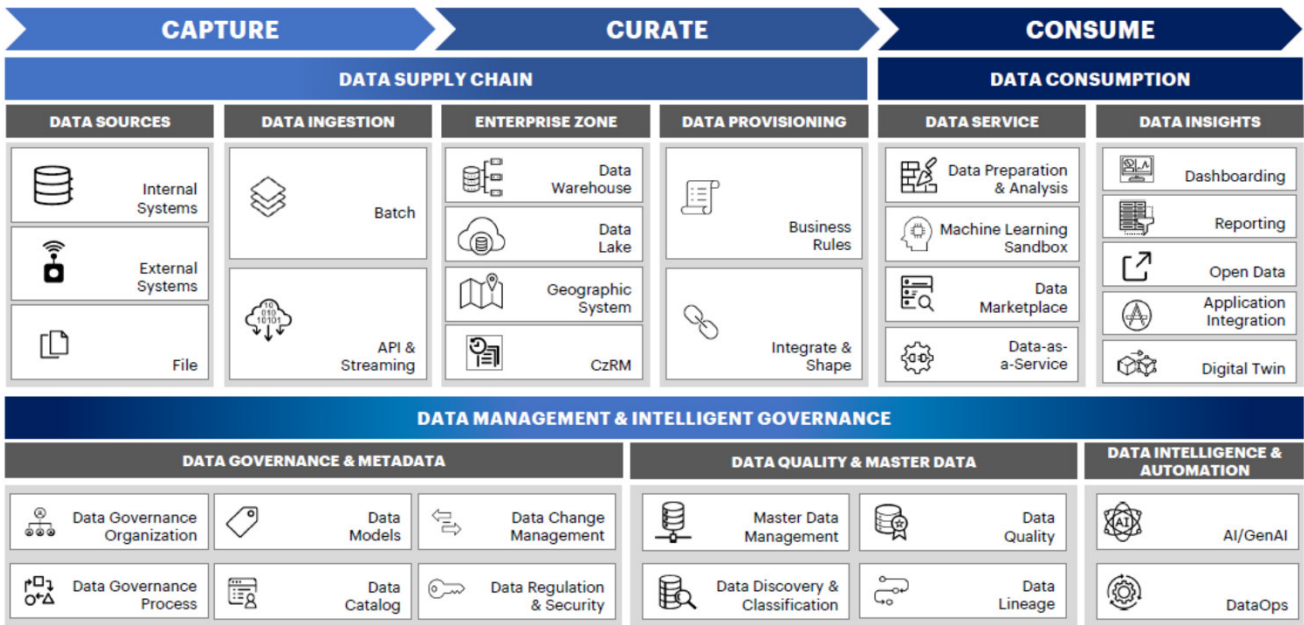 CAPTURE
CURATE
CONSUME
DATA SUPPLY CHAIN
DATA CONSUMPTION
DATA SOURCES
DATA INGESTION
ENTERPRISE ZONE
DATA PROVISIONING
DATA SERVICE
DATA INSIGHTS
Internal
Systems
External
Systems
File
Batch
10
010
10101
API &
Streaming
Data
Warehouse
Data
Lake
Geographic
System
CzRM
Business
Rules
Integrate &
Shape
Data Preparation
& Analysis
Machine Learning
Sandbox
Data
Marketplace
Data-as-
a-Service
Dashboarding
Reporting
Open Data
Application
Integration
Digital Twin
DATA MANAGEMENT & INTELLIGENT GOVERNANCE
DATA GOVERNANCE & METADATA
DATA QUALITY & MASTER DATA
DATA INTELLIGENCE &
AUTOMATION
Data Governance
Organization
Data
Models
Data Change
Management
Data Governance
Process
Data
Catalog
Data Regulation
& Security
Master Data
Management
Data
Quality
Data Discovery &
Classification
Data
Lineage
AI
AI/GenAI
DataOps